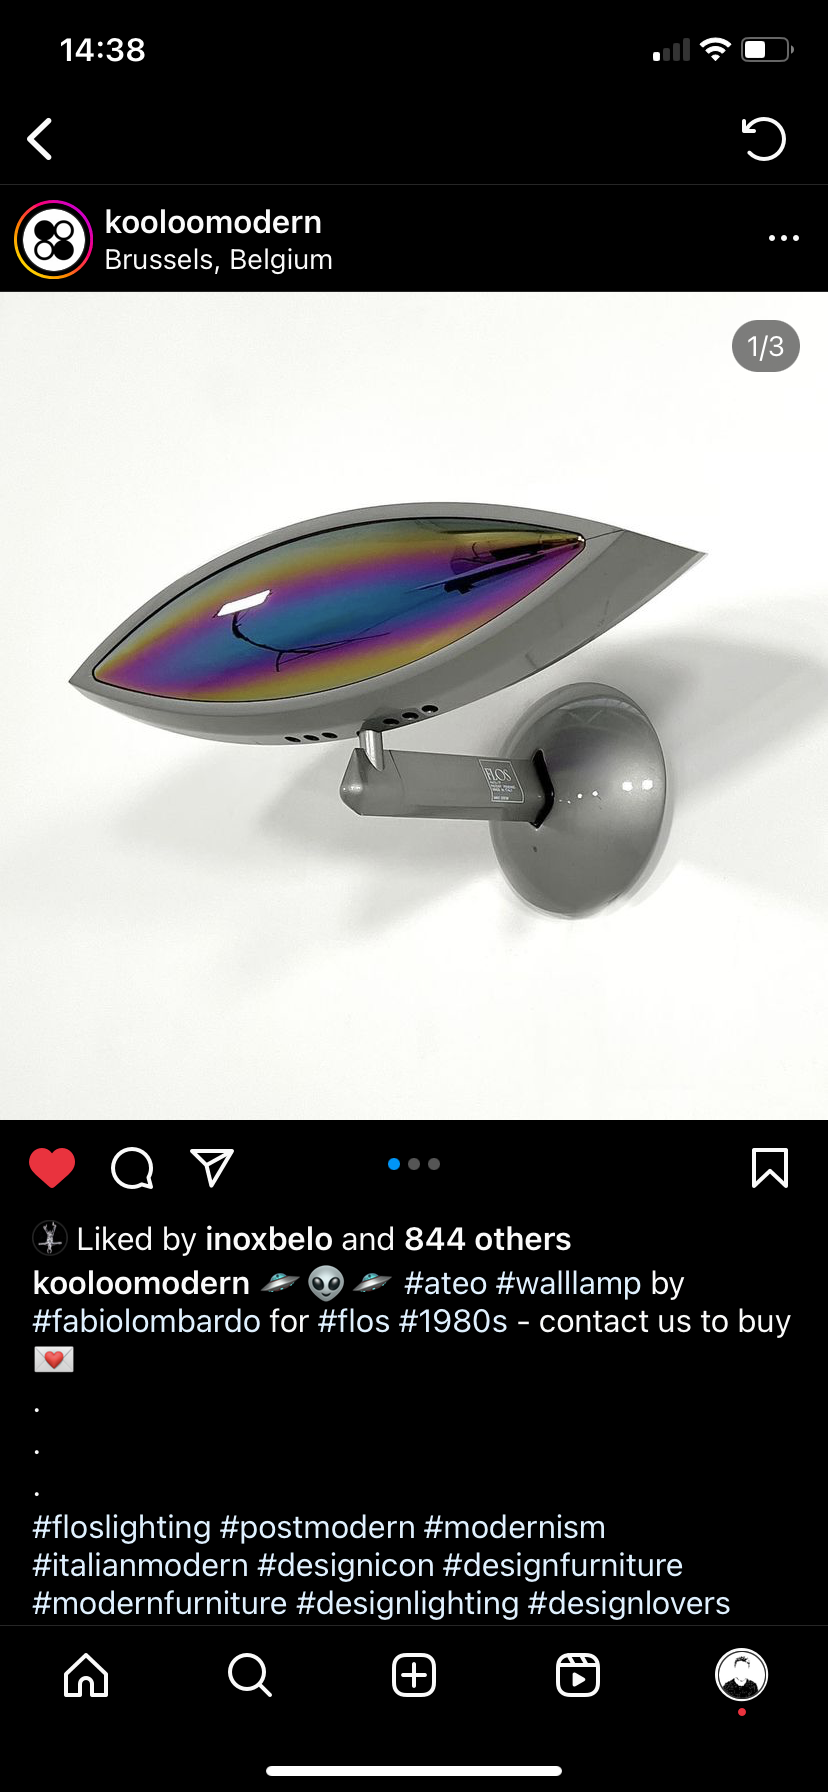 14:38
kooloomodern
Brussels, Belgium
1/3
FLOS
Liked by inoxbelo and 844 others
kooloomodern 🛸👽🛸 #ateo #walllamp by
#fabiolombardo for #flos #1980s - contact us to buy
💌
.
.
.
#floslighting #postmodern #modernism
#italianmodern #designicon #designfurniture
#modernfurniture #designlighting #designlovers